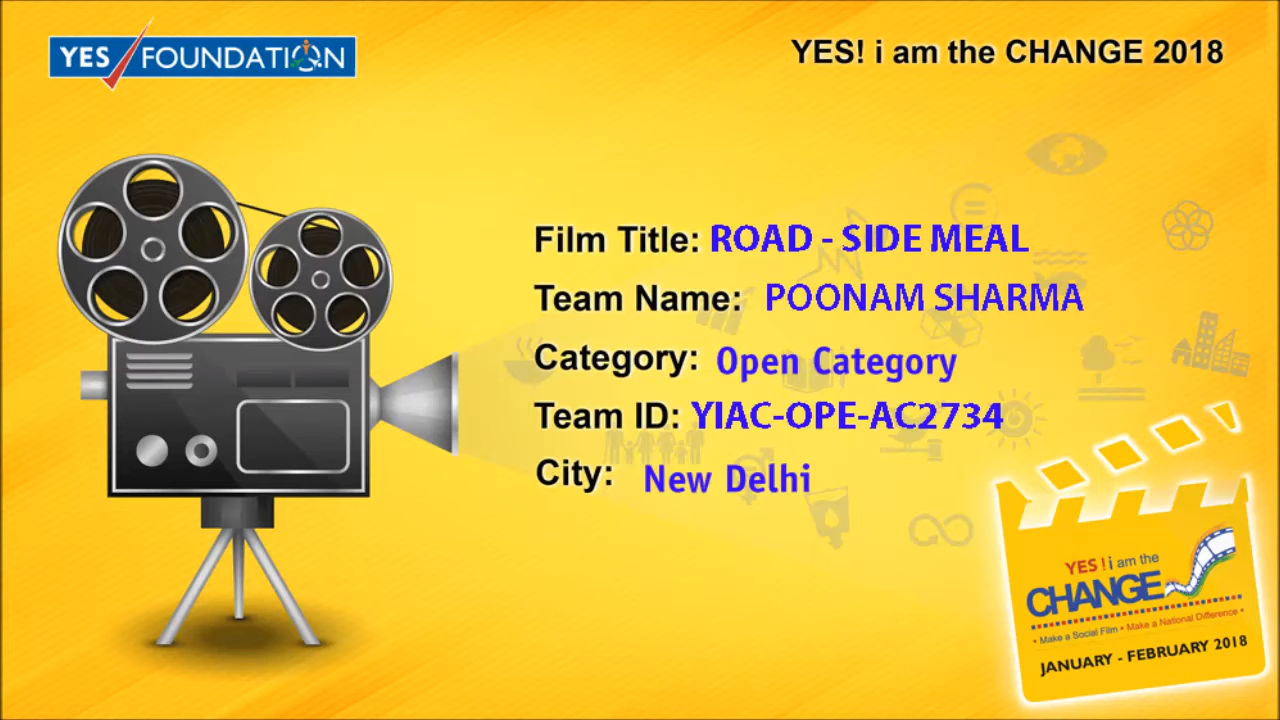 YES FOUNDATION
YES! i am the CHANGE 2018
Film Title: ROAD - SIDE MEAL
Team Name: POONAM SHARMA
Category: Open Category
Team ID: YIAC-OPE-AC2734
City: New Delhi
YES! i am the
CHANGE
• Make a Social Film • Make a National Difference •
JANUARY - FEBRUARY 2018